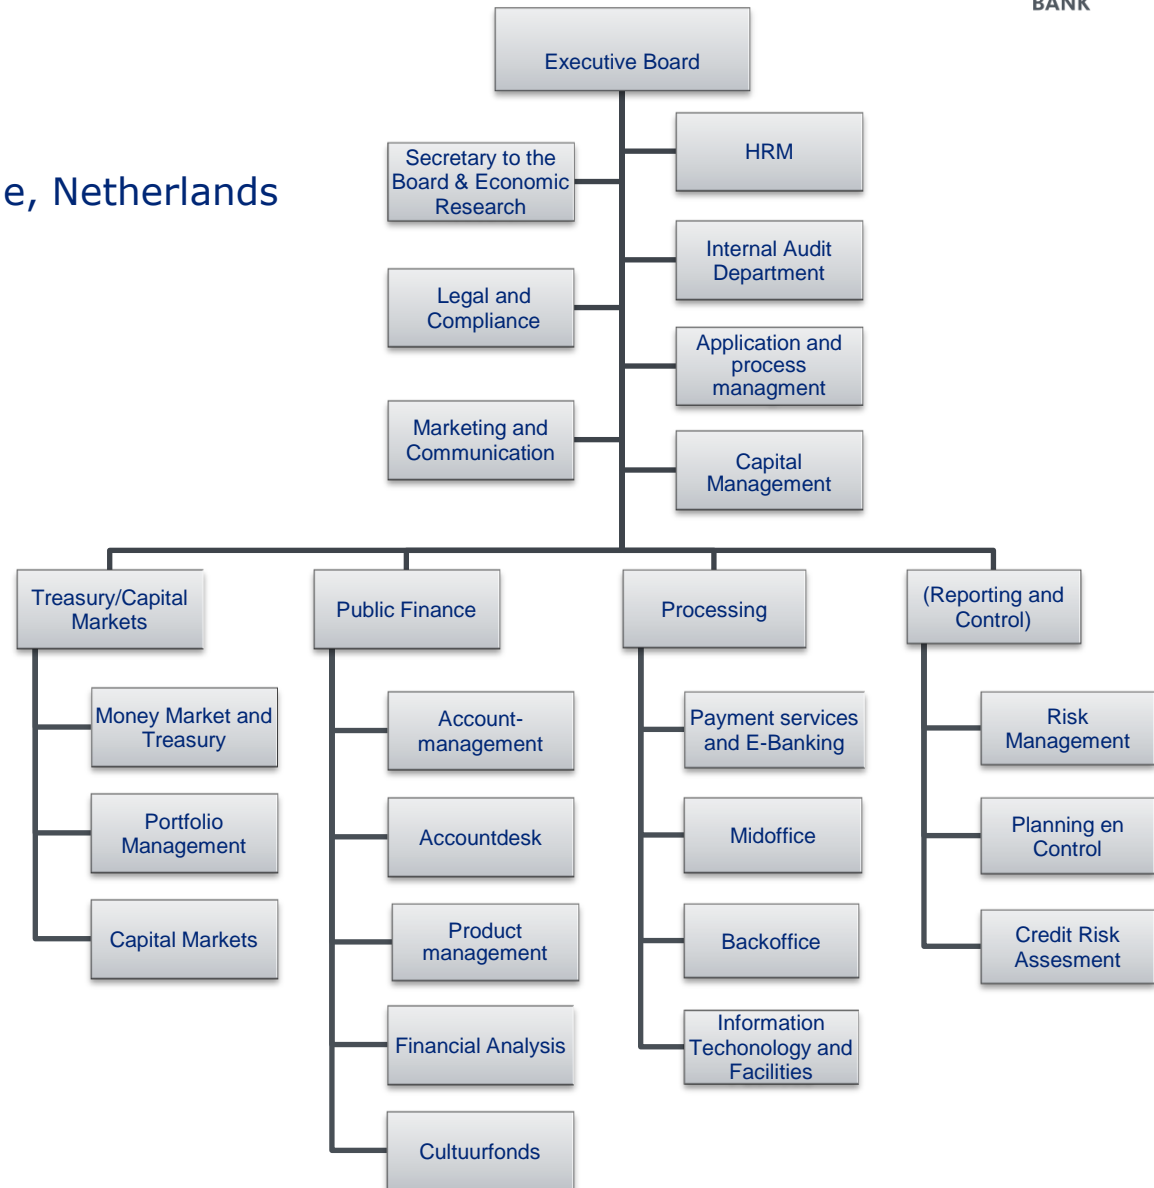 BANK
Executive Board
HRM
Secretary to the
Board & Economic
Research
e, Netherlands
Internal Audit
Department
Legal and
Compliance
Application and
process
managment
Marketing and
Communication
Capital
Management
Treasury/Capital
Markets
Public Finance
Processing
(Reporting and
Control)
Money Market and
Treasury
Portfolio
Management
Capital Markets
Account-
management
Accountdesk
Product
management
Financial Analysis
Cultuurfonds
Payment services
and E-Banking
Midoffice
Backoffice
Information
Techonology and
Facilities
Risk
Management
Planning en
Control
Credit Risk
Assesment